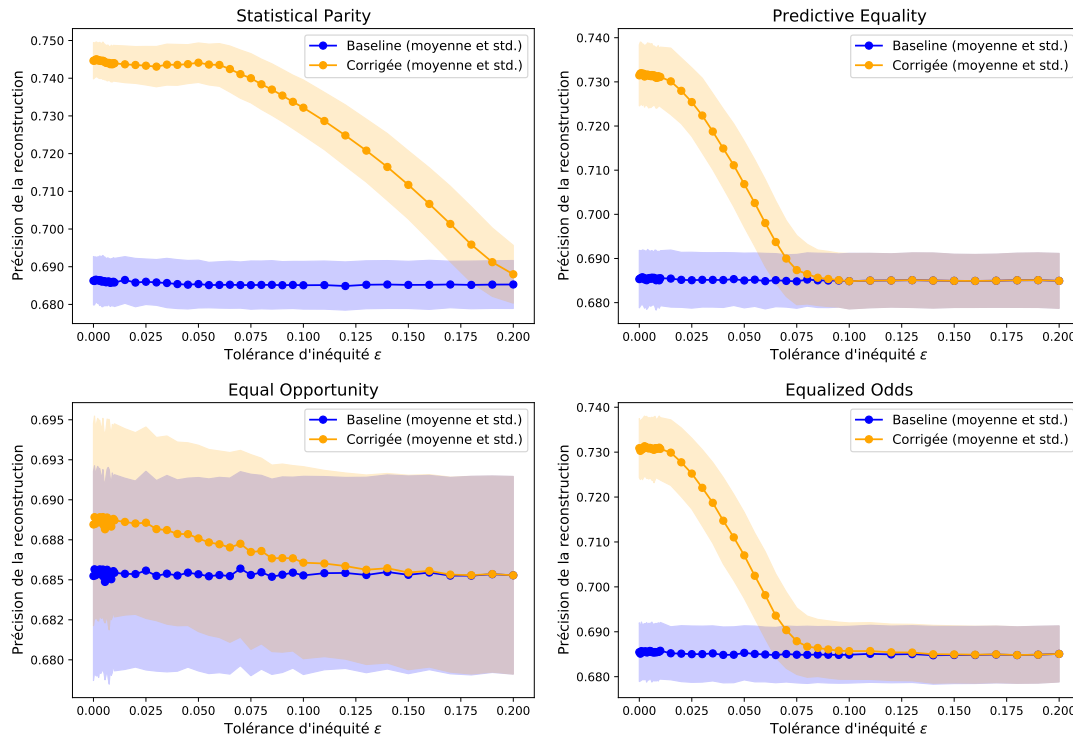 Statistical Parity
Précision de la reconstruction
0.750
0.740
0.730
0.720
0.710
0.700
0.690
0.680
Baseline (moyenne et std.)
Corrigée (moyenne et std.)
0.000 0.025 0.050 0.075 0.100 0.125 0.150 0.175 0.200
Tolérance d'inéquité ε
Predictive Equality
Précision de la reconstruction
0.740
0.730
0.720
0.710
0.700
0.690
0.680
Baseline (moyenne et std.)
Corrigée (moyenne et std.)
0.000 0.025 0.050 0.075 0.100 0.125 0.150 0.175 0.200
Tolérance d'inéquité ε
Equal Opportunity
Précision de la reconstruction
0.695
0.693
0.690
0.688
0.685
0.682
0.680
Baseline (moyenne et std.)
Corrigée (moyenne et std.)
0.000 0.025 0.050 0.075 0.100 0.125 0.150 0.175 0.200
Tolérance d'inéquité ε
Equalized Odds
Précision de la reconstruction
0.740
0.730
0.720
0.710
0.700
0.690
0.680
Baseline (moyenne et std.)
Corrigée (moyenne et std.)
0.000 0.025 0.050 0.075 0.100 0.125 0.150 0.175 0.200
Tolérance d'inéquité ε